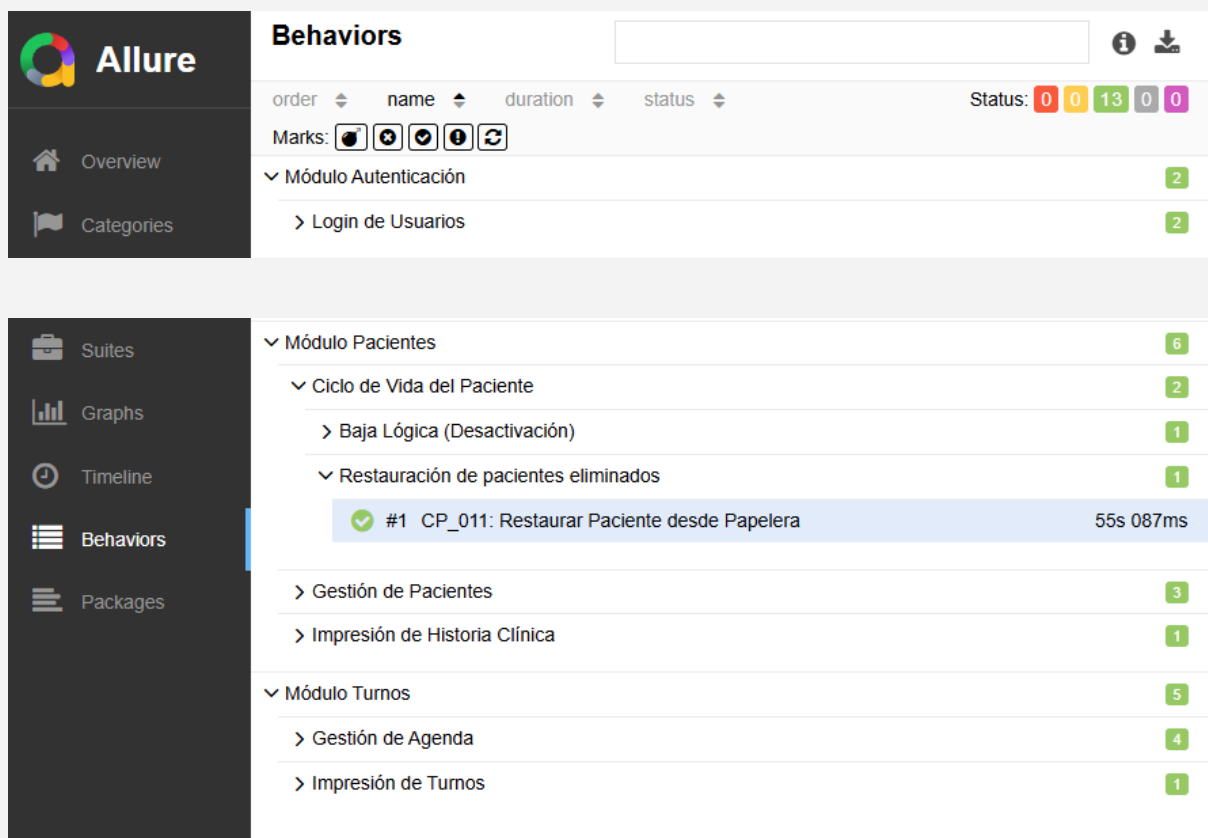 Allure
Behaviors
order name duration status Status: 0 0 13 0 0
Marks:
Overview
Categories
Módulo Autenticación 2
Login de Usuarios 2
Suites
Graphs
Timeline
Behaviors
Packages
Módulo Pacientes 6
Ciclo de Vida del Paciente 2
Baja Lógica (Desactivación) 1
Restauración de pacientes eliminados 1
#1 CP_011: Restaurar Paciente desde Papelera 55s 087ms
Gestión de Pacientes 3
Impresión de Historia Clínica 1
Módulo Turnos 5
Gestión de Agenda 4
Impresión de Turnos 1